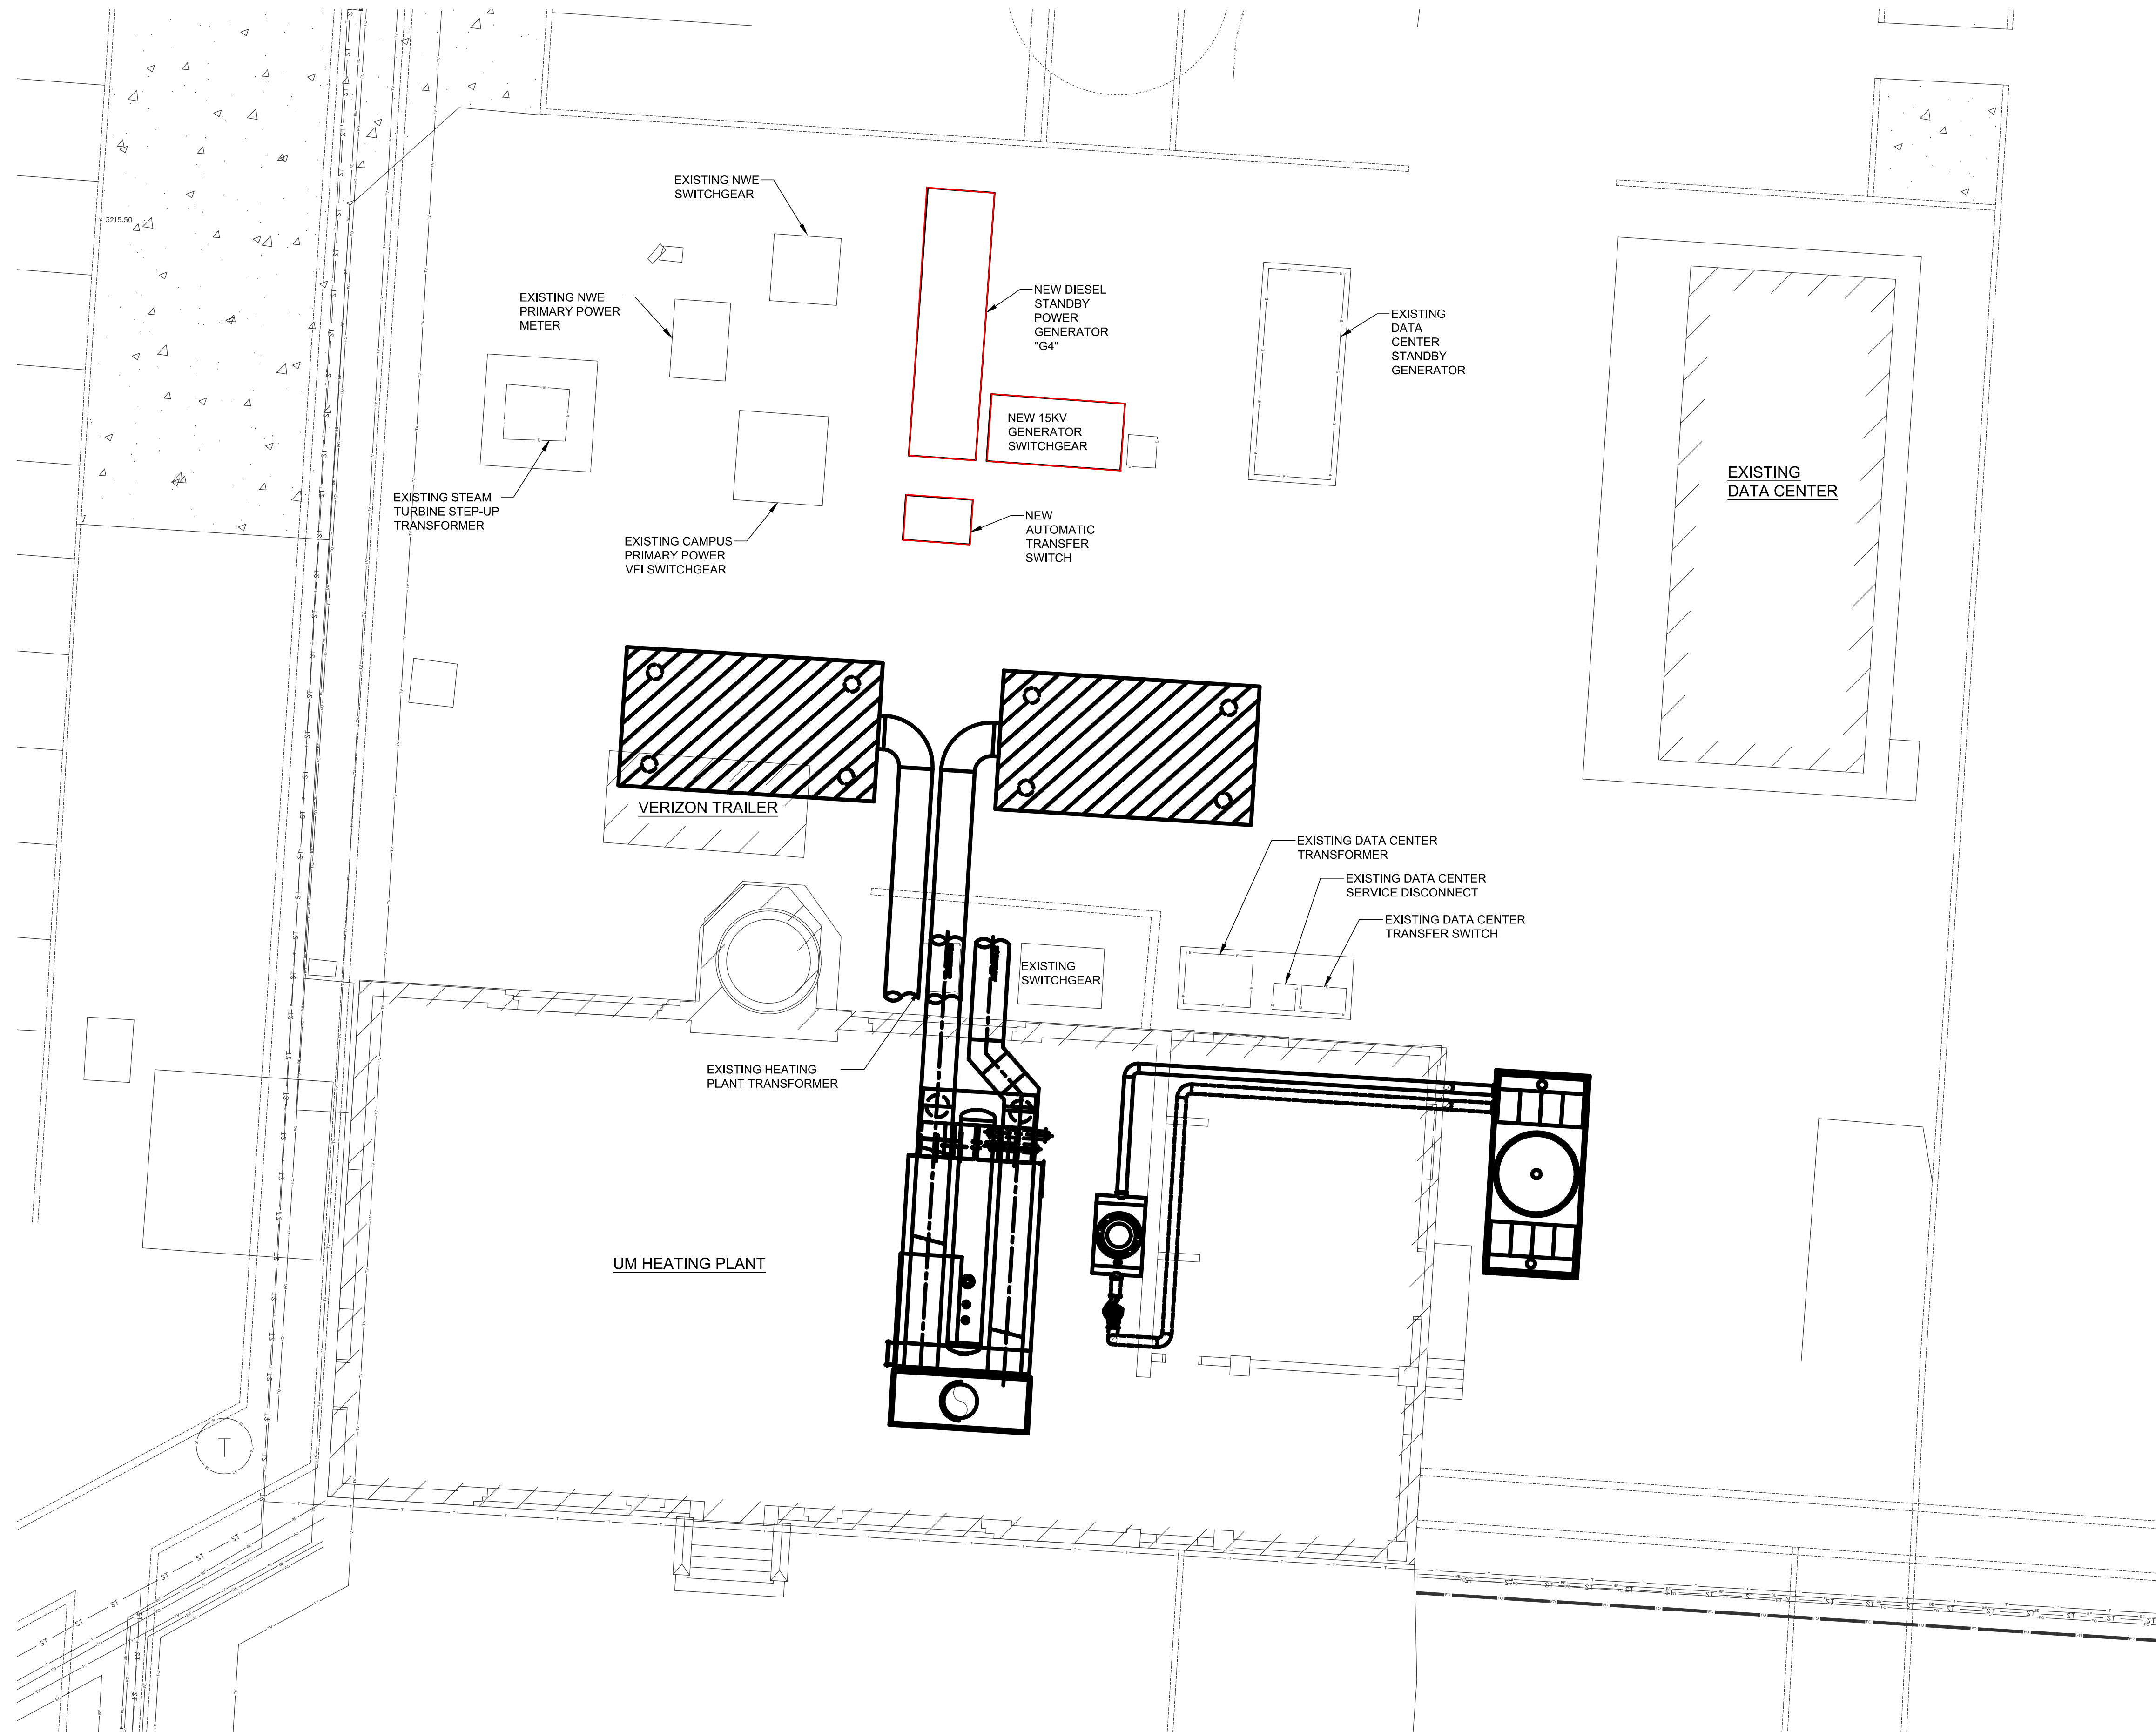 EXISTING NWE
SWITCHGEAR
3215.50
EXISTING NWE
PRIMARY POWER
METER
NEW DIESEL
STANDBY
POWER
GENERATOR
"G4"
EXISTING
DATA
CENTER
STANDBY
GENERATOR
NEW 15KV
GENERATOR
SWITCHGEAR
EXISTING
DATA CENTER
EXISTING STEAM
TURBINE STEP-UP
TRANSFORMER
EXISTING CAMPUS
PRIMARY POWER
VFI SWITCHGEAR
NEW
AUTOMATIC
TRANSFER
SWITCH
VERIZON TRAILER
EXISTING DATA CENTER
TRANSFORMER
EXISTING DATA CENTER
SERVICE DISCONNECT
EXISTING DATA CENTER
TRANSFER SWITCH
EXISTING
SWITCHGEAR
EXISTING HEATING
PLANT TRANSFORMER
UM HEATING PLANT
T